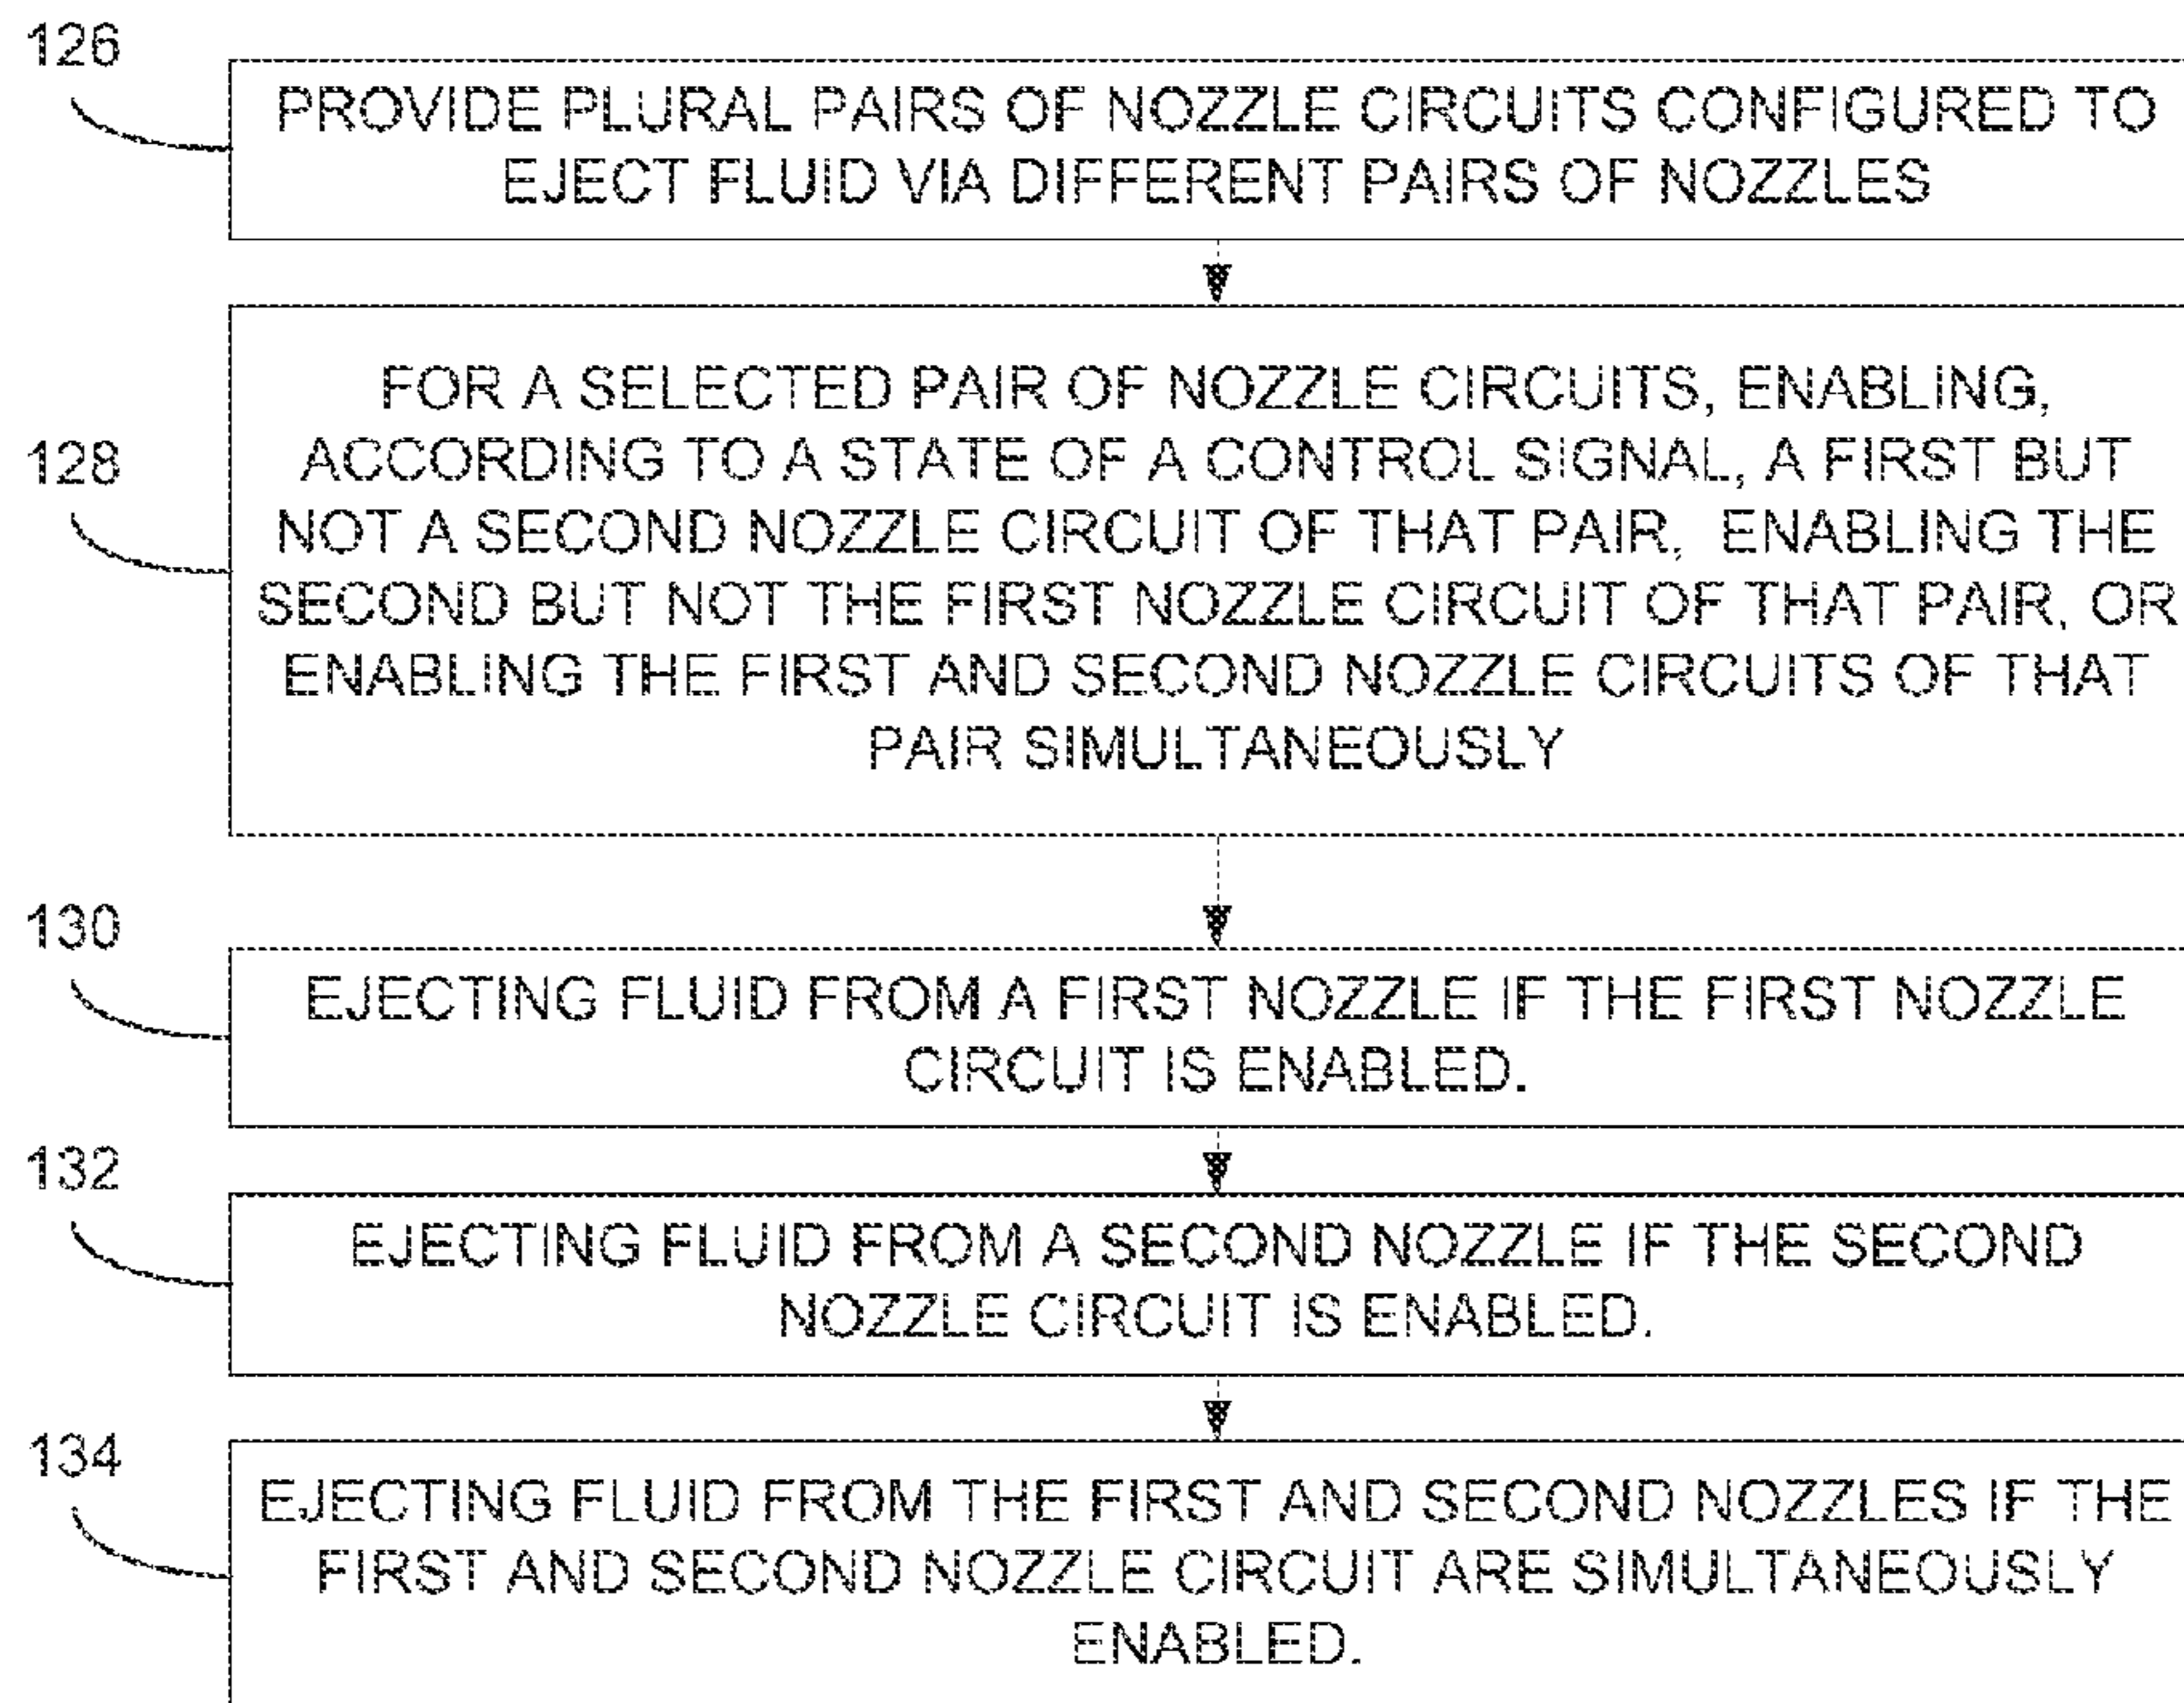 126
PROVIDE PLURAL PAIRS OF NOZZLE CIRCUITS CONFIGURED TO
EJECT FLUID VIA DIFFERENT PAIRS OF NOZZLES
128
FOR A SELECTED PAIR OF NOZZLE CIRCUITS, ENABLING,
ACCORDING TO A STATE OF A CONTROL SIGNAL, A FIRST BUT
NOT A SECOND NOZZLE CIRCUIT OF THAT PAIR, ENABLING THE
SECOND BUT NOT THE FIRST NOZZLE CIRCUIT OF THAT PAIR, OR
ENABLING THE FIRST AND SECOND NOZZLE CIRCUITS OF THAT
PAIR SIMULTANEOUSLY
130
EJECTING FLUID FROM A FIRST NOZZLE IF THE FIRST NOZZLE
CIRCUIT IS ENABLED.
132
EJECTING FLUID FROM A SECOND NOZZLE IF THE SECOND
NOZZLE CIRCUIT IS ENABLED.
134
EJECTING FLUID FROM THE FIRST AND SECOND NOZZLES IF THE
FIRST AND SECOND NOZZLE CIRCUIT ARE SIMULTANEOUSLY
ENABLED.